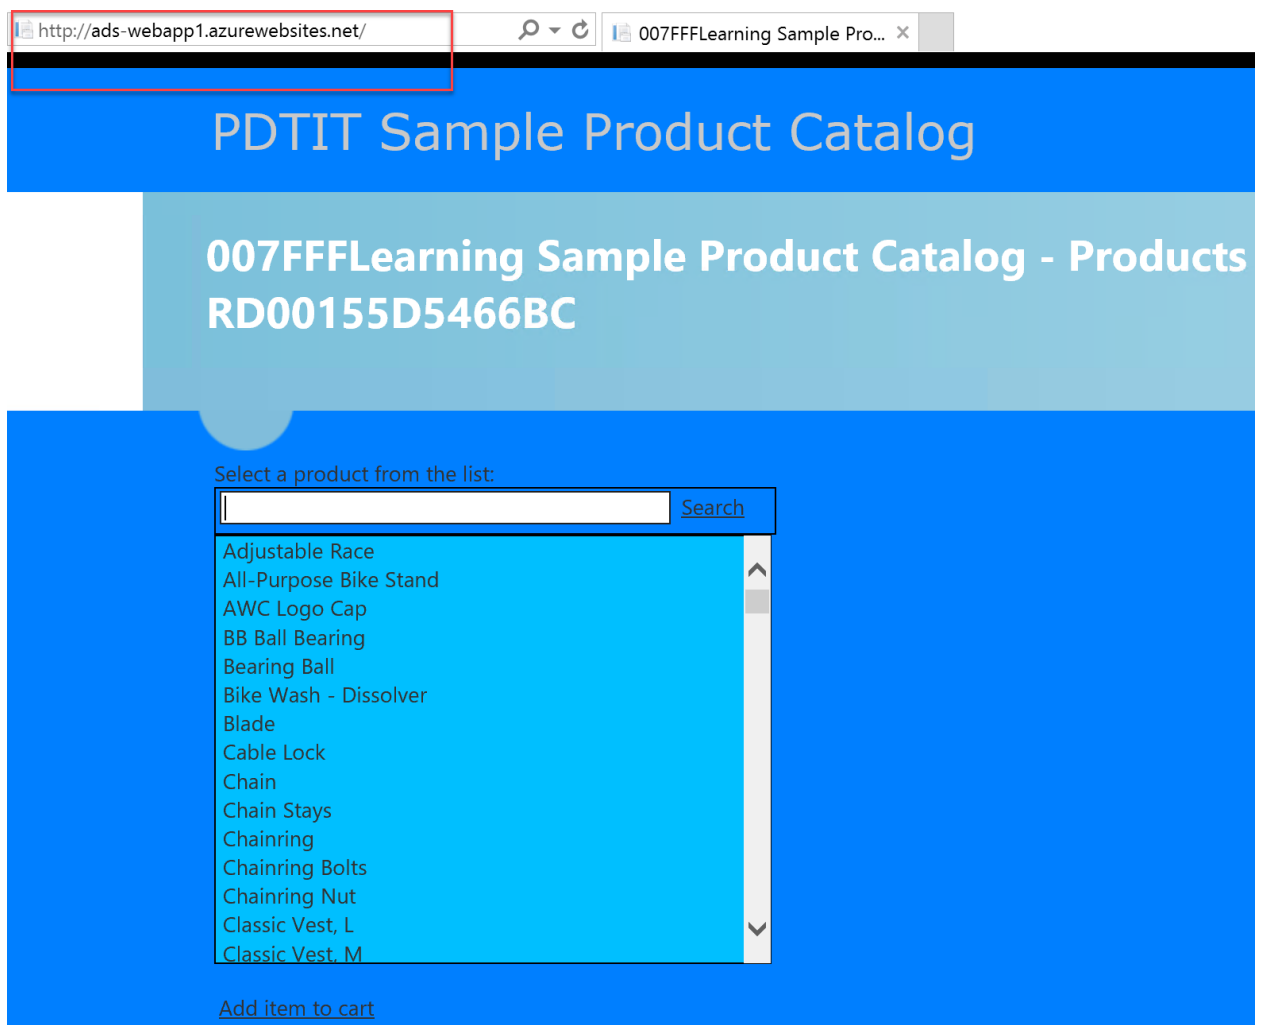 http://ads-webapp1.azurewebsites.net/
007FFFLearning Sample Pro...
PDTIT Sample Product Catalog
007FFFLearning Sample Product Catalog - Products
RD00155D5466BC
Select a product from the list:
Search
Adjustable Race
All-Purpose Bike Stand
AWC Logo Cap
BB Ball Bearing
Bearing Ball
Bike Wash - Dissolver
Blade
Cable Lock
Chain
Chain Stays
Chainring
Chainring Bolts
Chainring Nut
Classic Vest, L
Classic Vest, M
Add item to cart